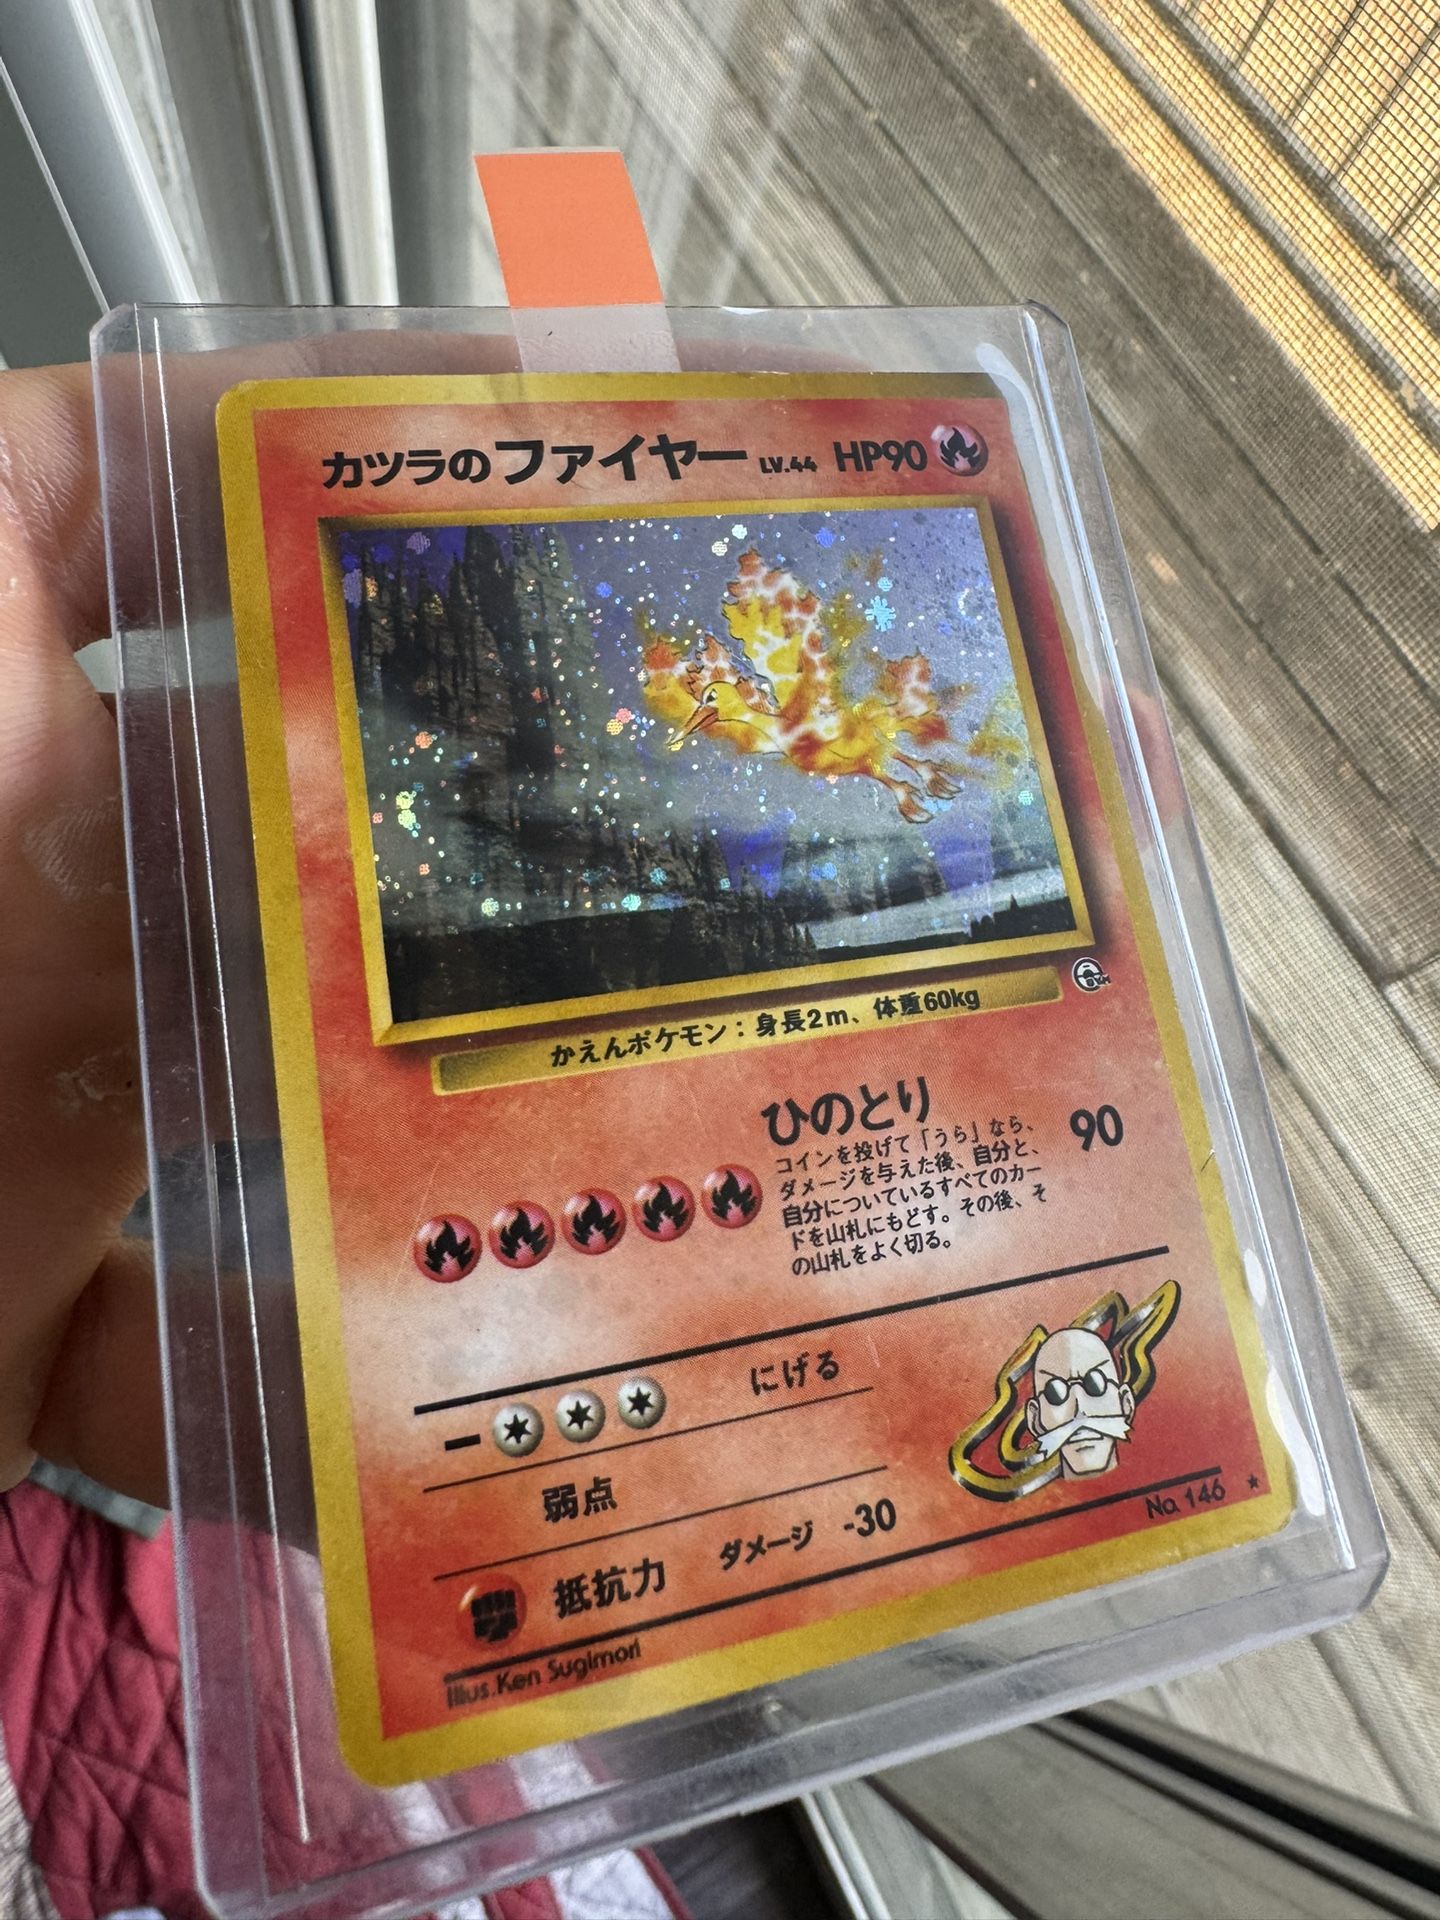 カツラのファイヤー LV.44 HP90
かえんポケモン：身長2m、体重60kg
ひのとり 90
コインを投げて「うら」なら、
ダメージを与えた後、自分と、
自分についているすべてのカー
ドを山札にもどす。その後、そ
の山札をよく切る。
にげる
弱点
抵抗力 ダメージ -30
No. 146 ★
Illus. Ken Sugimori